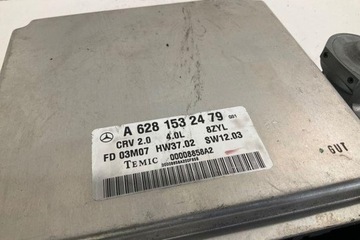 A 628 153 24 79 Q01
CRV 2.0 4.0L 8ZYL
FD 03M07 HW37.02 SW12.03
TEMIC 00008858A2
GUT